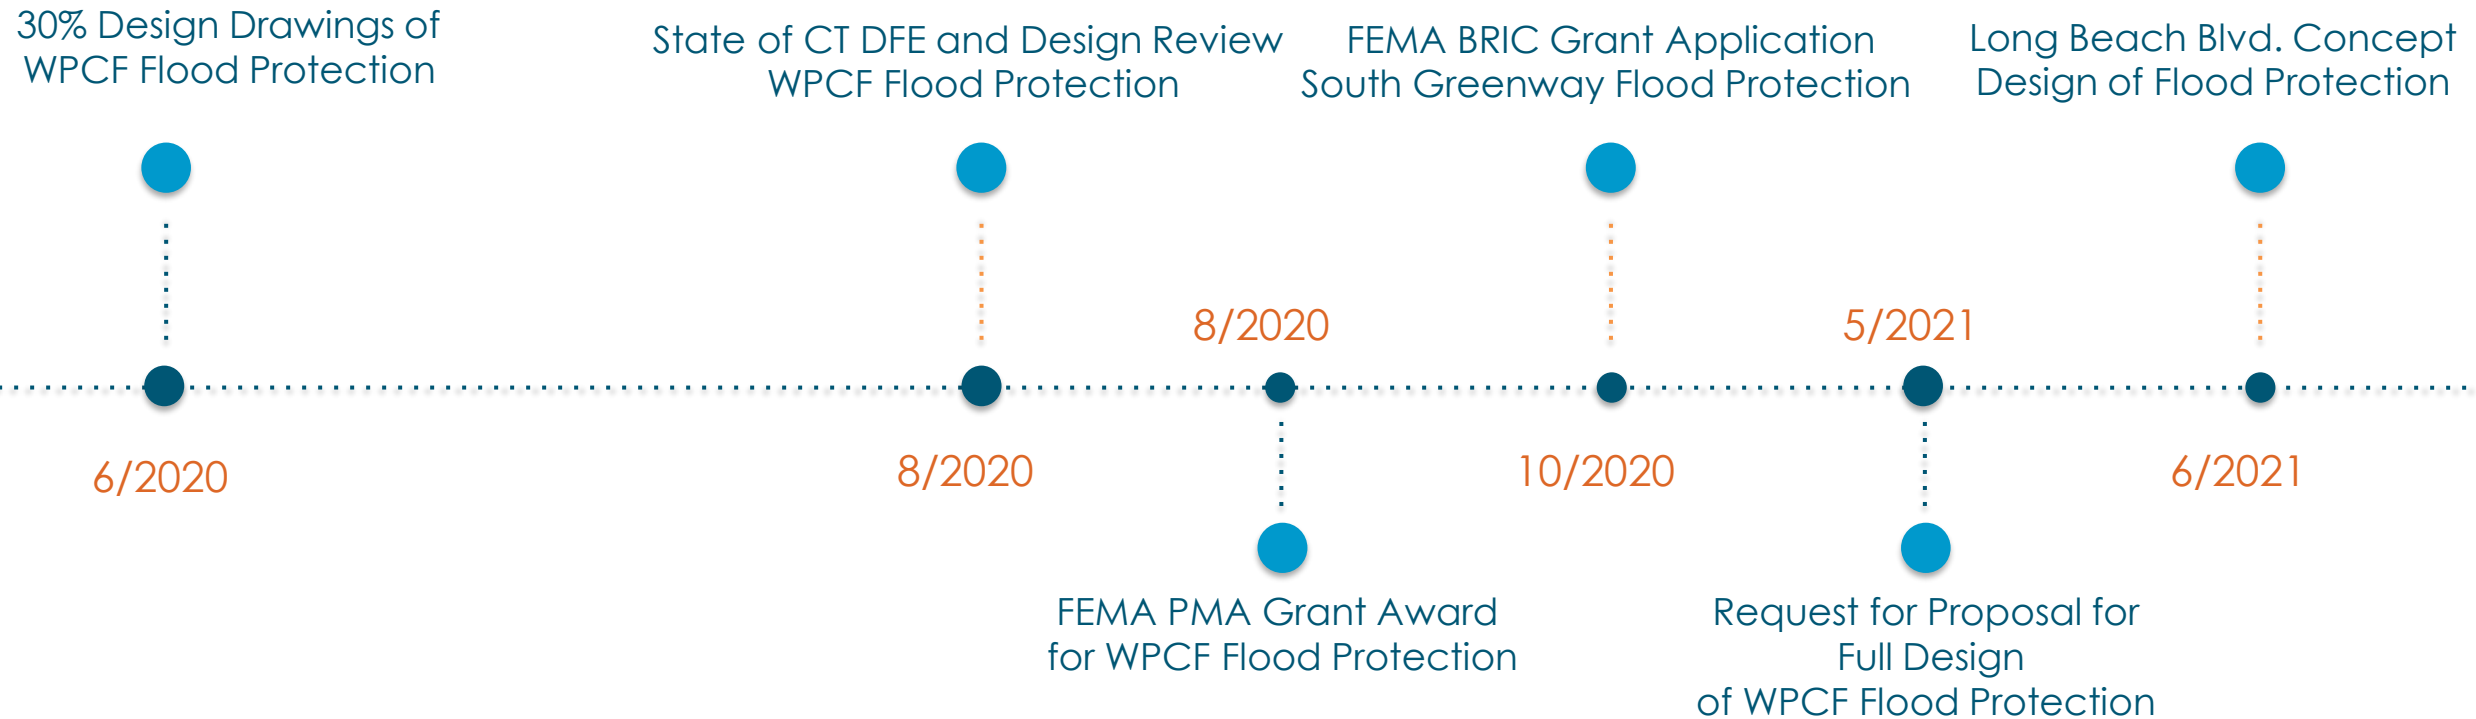 30% Design Drawings of
WPCF Flood Protection
6/2020
State of CT DFE and Design Review
WPCF Flood Protection
8/2020
8/2020
FEMA PMA Grant Award
for WPCF Flood Protection
FEMA BRIC Grant Application
South Greenway Flood Protection
10/2020
5/2021
Request for Proposal for
Full Design
of WPCF Flood Protection
Long Beach Blvd. Concept
Design of Flood Protection
6/2021